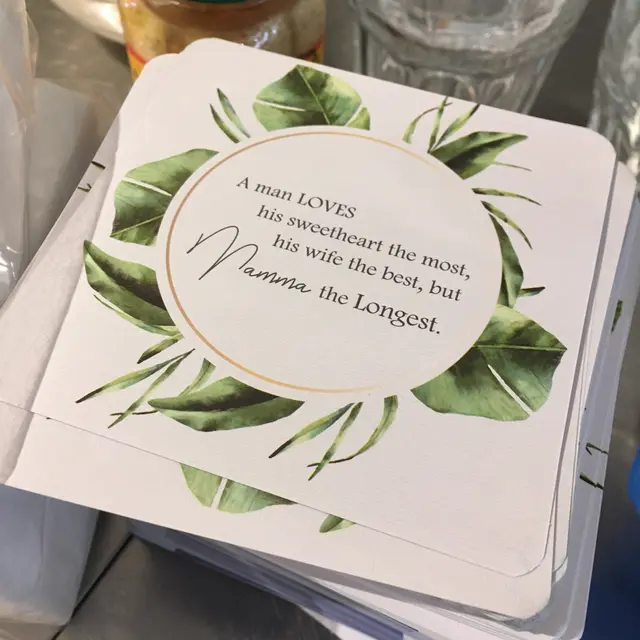 A man LOVES
his sweetheart the most,
his wife the best, but
Mamma the Longest.